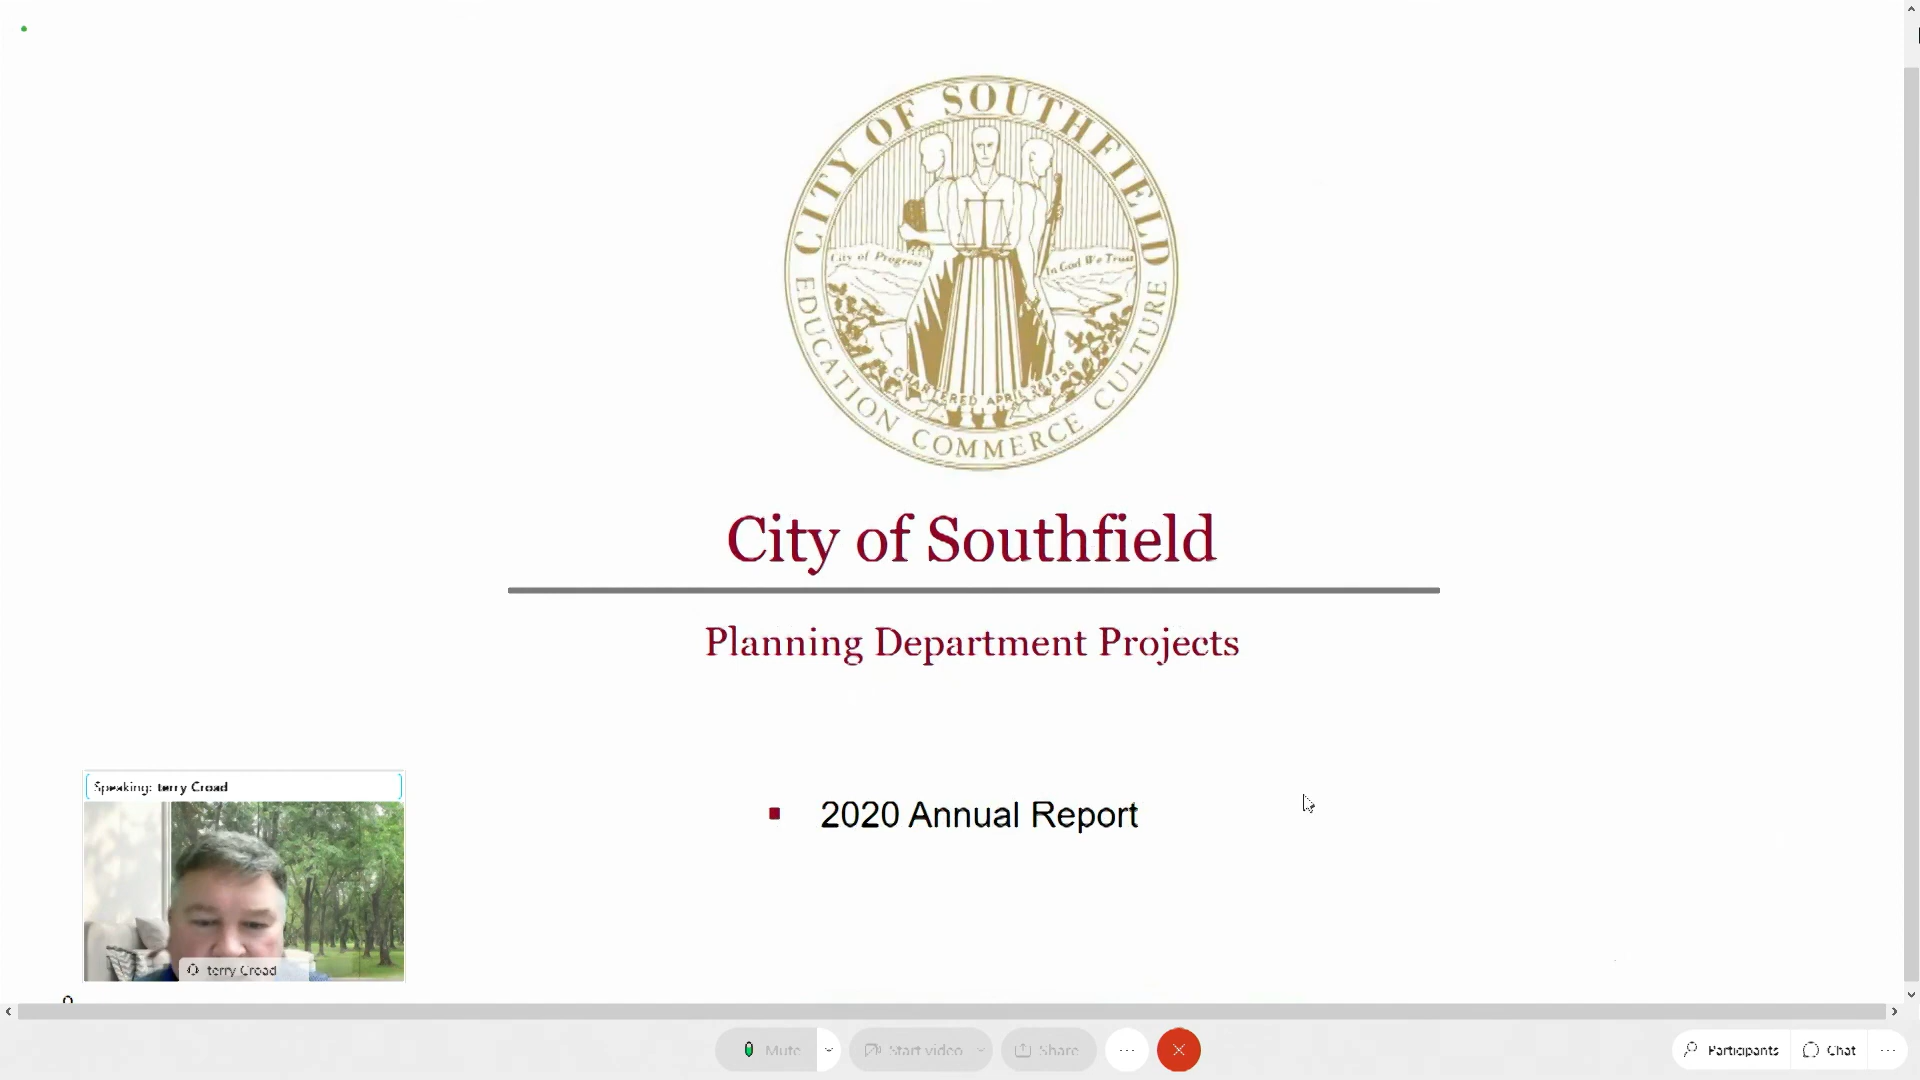 CITY OF SOUTHFIELD
City of Progress
In God We Trust
CHARTERED APRIL 28, 1958
EDUCATION COMMERCE CULTURE
City of Southfield
Planning Department Projects
2020 Annual Report
Speaking: terry Croad
terry Croad
Mute
Start video
Share
Participants
Chat